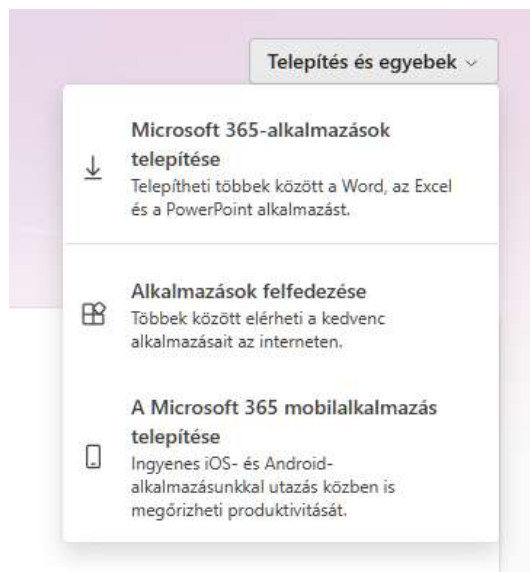 Telepítés és egyebek
Microsoft 365-alkalmazások
telepítése
Telepítheti többek között a Word, az Excel
és a PowerPoint alkalmazást.
Alkalmazások felfedezése
Többek között elérheti a kedvenc
alkalmazásait az interneten.
A Microsoft 365 mobilalkalmazás
telepítése
Ingyenes iOS- és Android-
alkalmazásunkkal utazás közben is
megőrizheti produktivitását.